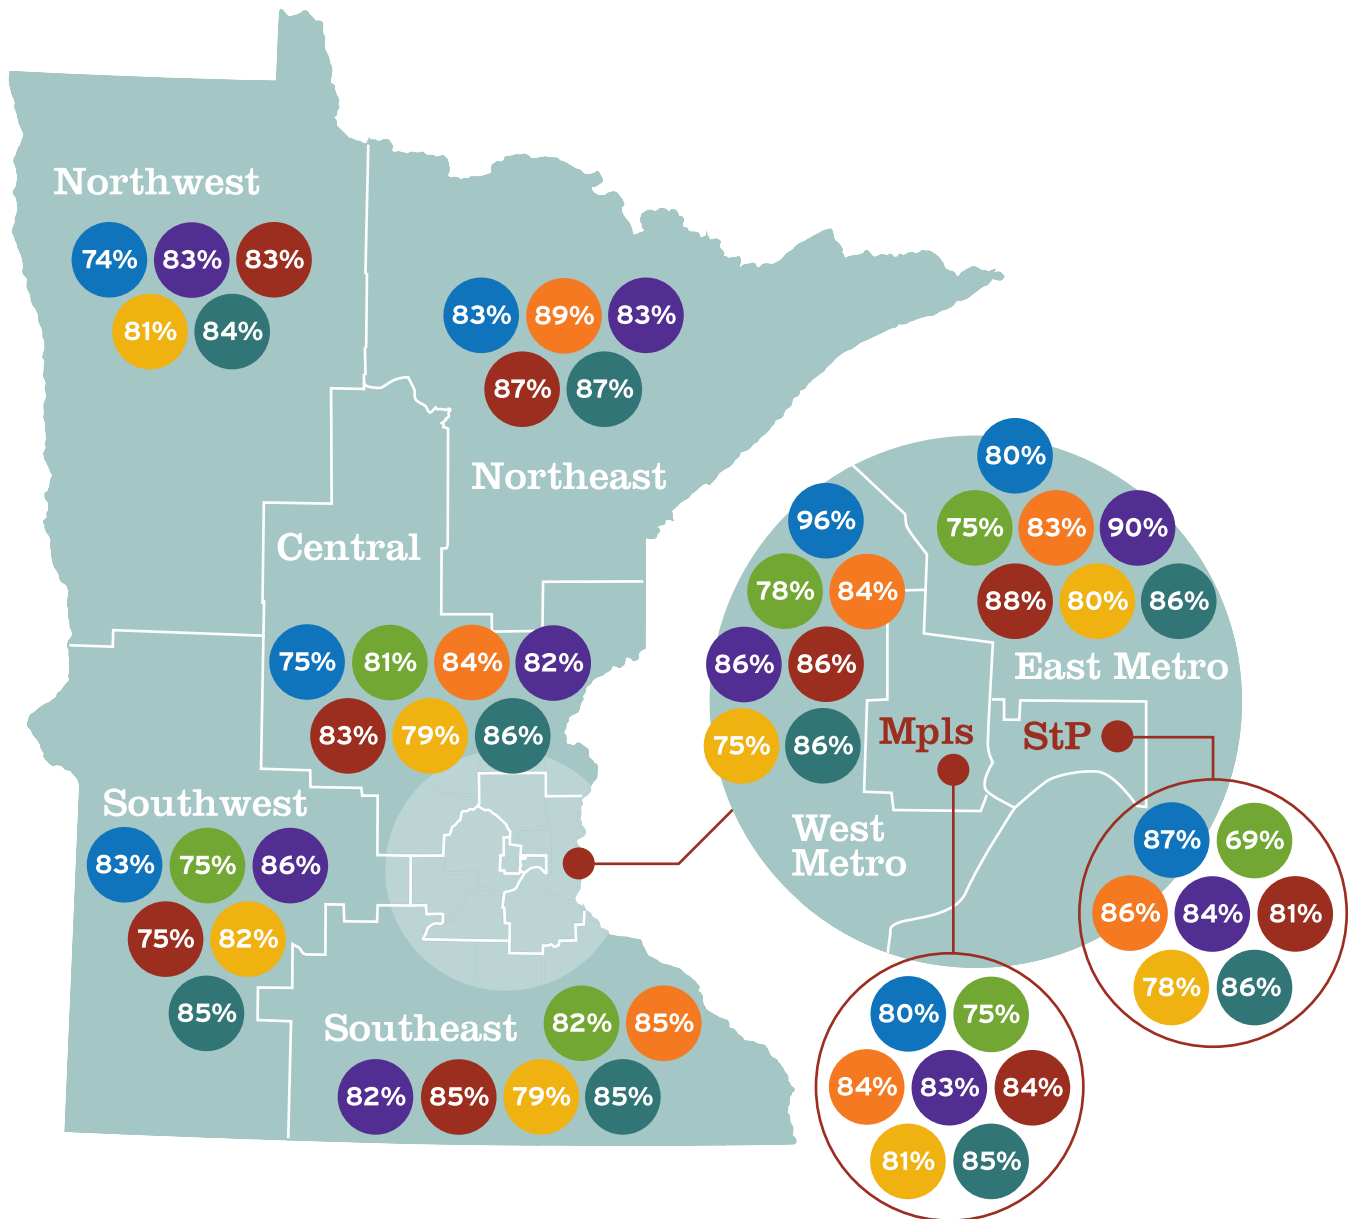 Northwest
74% 83% 83%
81% 84%
83% 89% 83%
87% 87%
Northeast
Central
75% 81% 84% 82%
83% 79% 86%
Southwest
83% 75% 86%
75% 82%
85%
Southeast
82% 85%
82% 85% 79% 85%
96%
78% 84%
86% 86%
75% 86%
West
Metro
80%
75% 83% 90%
88% 80% 86%
East Metro
Mpls
StP
87% 69%
86% 84% 81%
78% 86%
80% 75%
84% 83% 84%
81% 85%